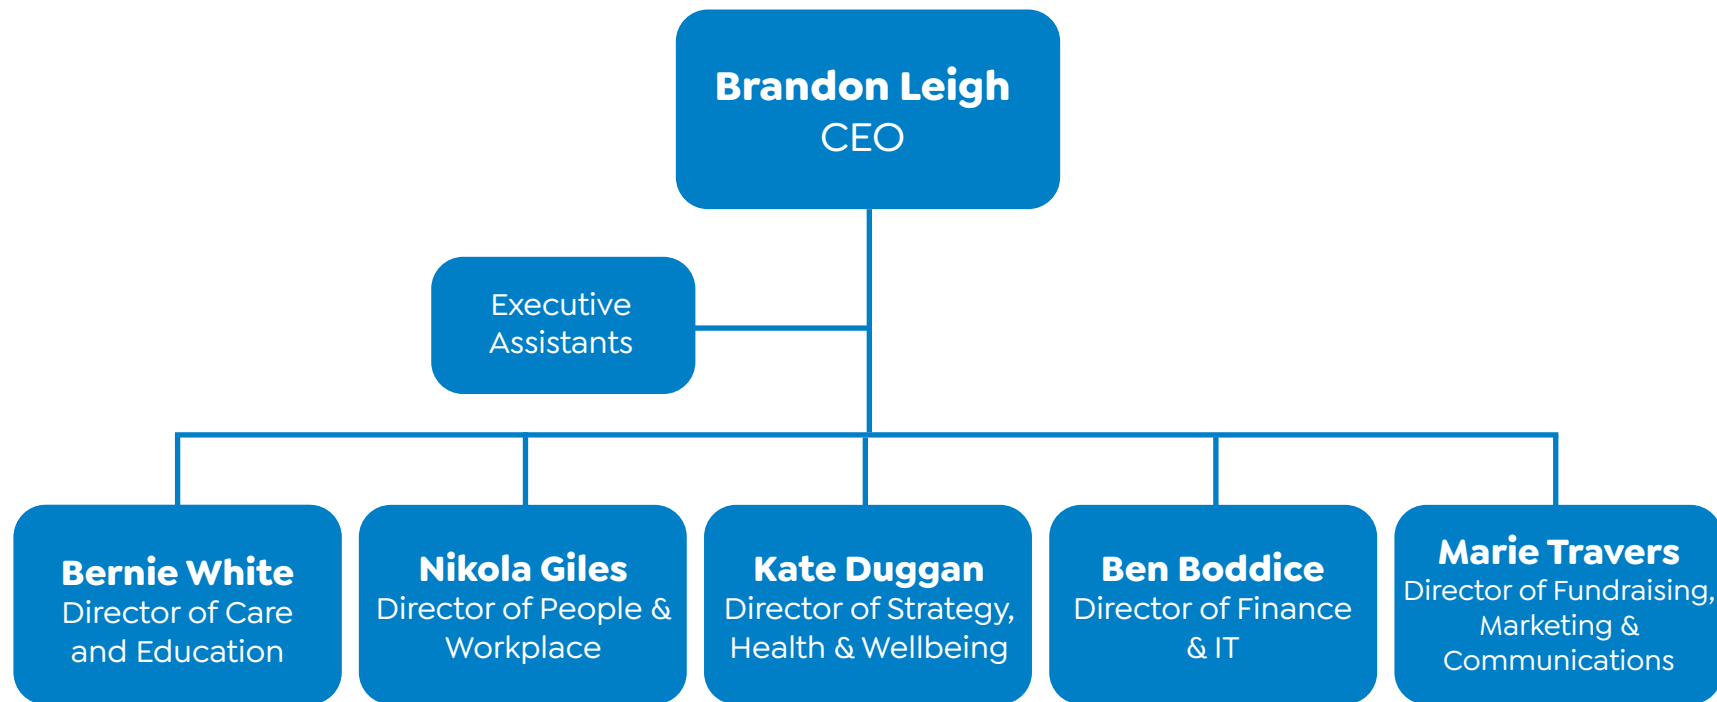 Brandon Leigh
CEO
Executive
Assistants
Bernie White
Director of Care
and Education
Nikola Giles
Director of People &
Workplace
Kate Duggan
Director of Strategy,
Health & Wellbeing
Ben Boddice
Director of Finance
& IT
Marie Travers
Director of Fundraising,
Marketing &
Communications